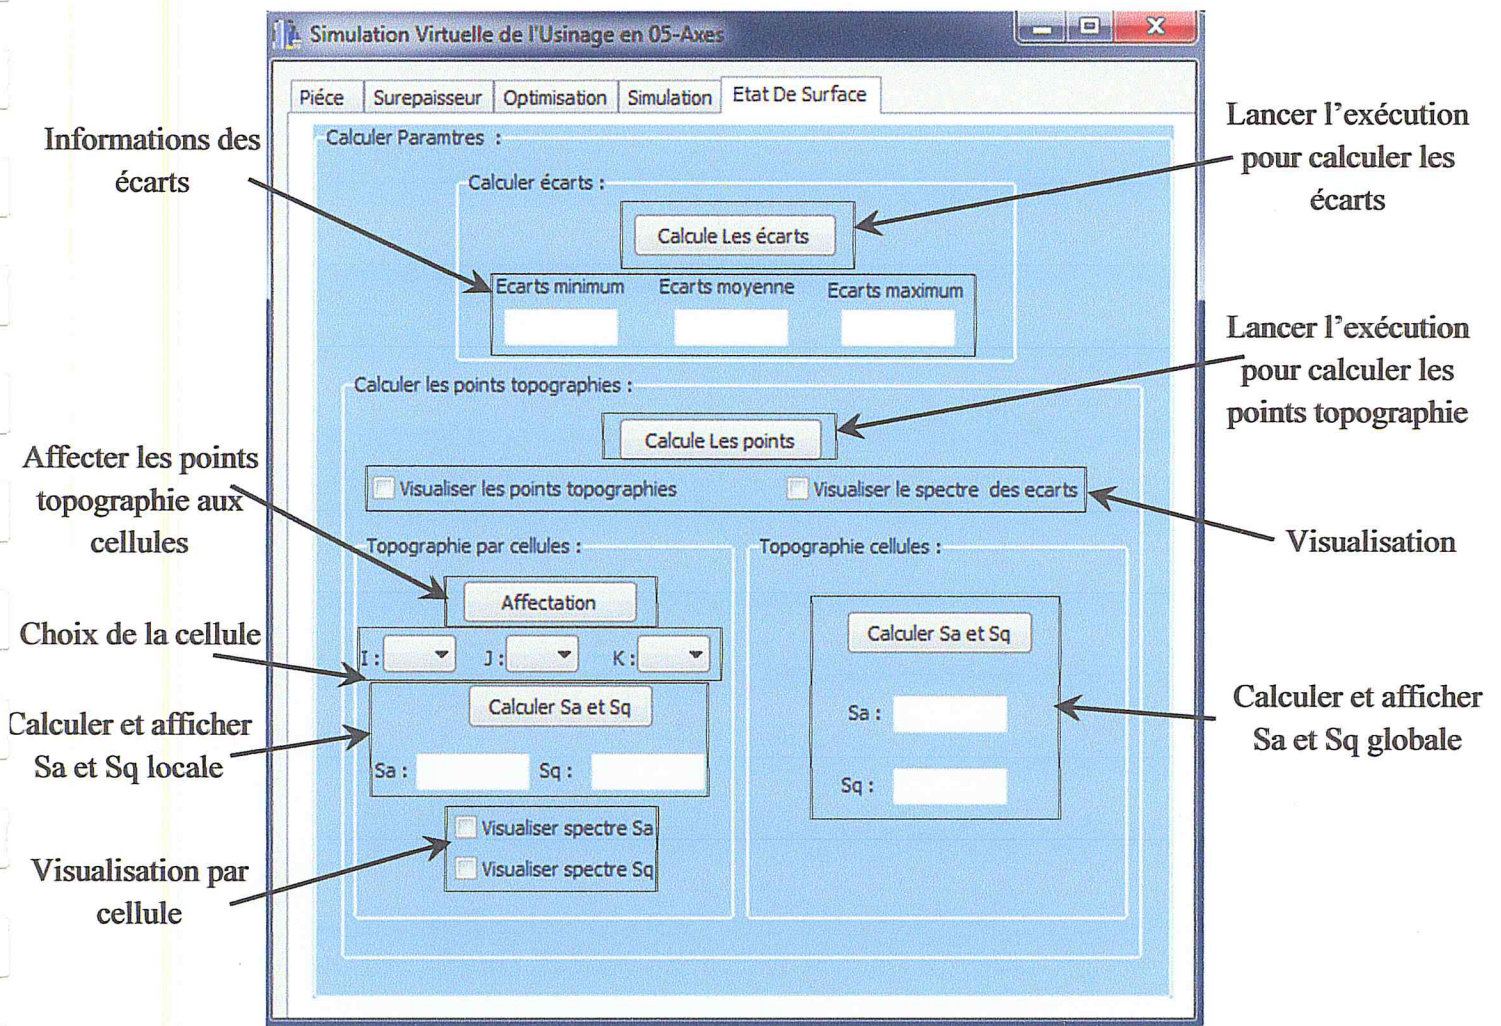 Simulation Virtuelle de l'Usinage en 05-Axes
Piéce
Surepaisseur
Optimisation
Simulation
Etat De Surface
Calculer Paramtres :
Calculer écarts :
Calcule Les écarts
Ecarts minimum
Ecarts moyenne
Ecarts maximum
Calculer les points topographies :
Calcule Les points
Visualiser les points topographies
Visualiser le spectre des ecarts
Topographie par cellules :
Affectation
I :
J :
K :
Calculer Sa et Sq
Sa :
Sq :
Visualiser spectre Sa
Visualiser spectre Sq
Topographie cellules :
Calculer Sa et Sq
Sa :
Sq :
Informations des
écarts
Affecter les points
topographie aux
cellules
Choix de la cellule
Calculer et afficher
Sa et Sq locale
Visualisation par
cellule
Lancer l'exécution
pour calculer les
écarts
Lancer l'exécution
pour calculer les
points topographie
Visualisation
Calculer et afficher
Sa et Sq globale